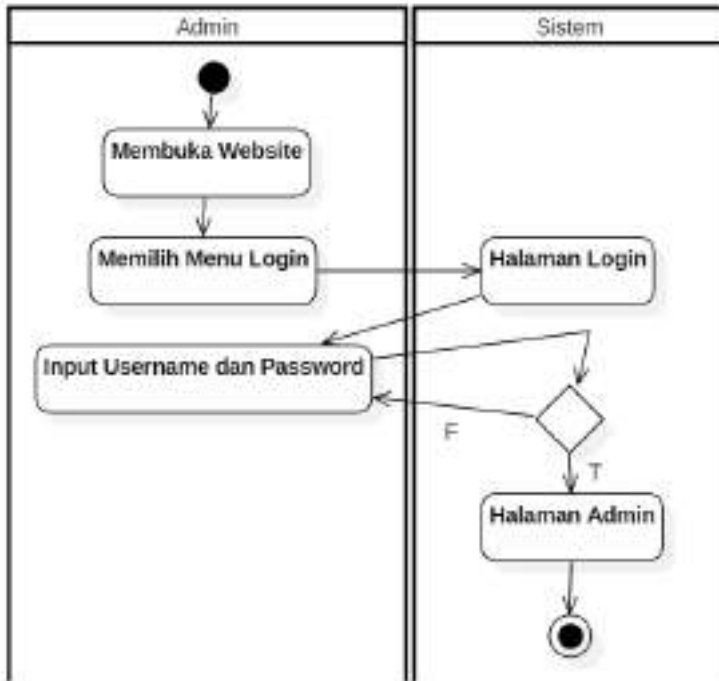 Admin
Sistem
Membuka Website
Memilih Menu Login
Halaman Login
Input Username dan Password
F
T
Halaman Admin